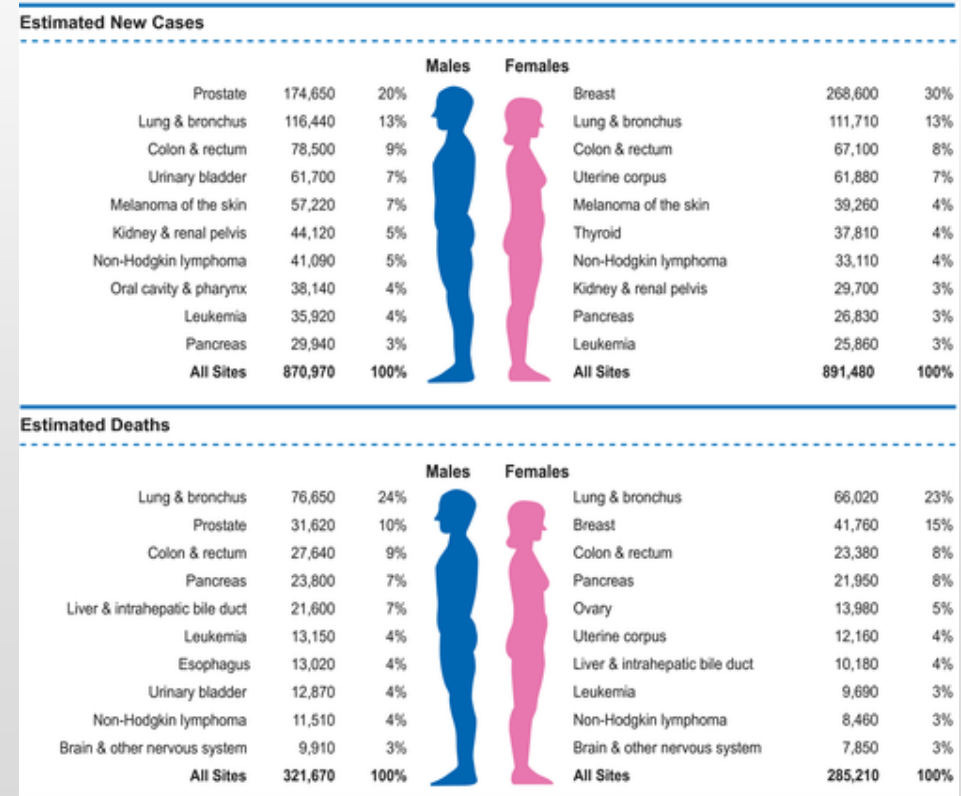 Estimated New Cases
Males Females
Prostate 174,650 20% Breast 268,600 30%
Lung & bronchus 116,440 13% Lung & bronchus 111,710 13%
Colon & rectum 78,500 9% Colon & rectum 67,100 8%
Urinary bladder 61,700 7% Uterine corpus 61,880 7%
Melanoma of the skin 57,220 7% Melanoma of the skin 39,260 4%
Kidney & renal pelvis 44,120 5% Thyroid 37,810 4%
Non-Hodgkin lymphoma 41,090 5% Non-Hodgkin lymphoma 33,110 4%
Oral cavity & pharynx 38,140 4% Kidney & renal pelvis 29,700 3%
Leukemia 35,920 4% Pancreas 26,830 3%
Pancreas 29,940 3% Leukemia 25,860 3%
All Sites 870,970 100% All Sites 891,480 100%
Estimated Deaths
Males Females
Lung & bronchus 76,650 24% Lung & bronchus 66,020 23%
Prostate 31,620 10% Breast 41,760 15%
Colon & rectum 27,640 9% Colon & rectum 23,380 8%
Pancreas 23,800 7% Pancreas 21,950 8%
Liver & intrahepatic bile duct 21,600 7% Ovary 13,980 5%
Leukemia 13,150 4% Uterine corpus 12,160 4%
Esophagus 13,020 4% Liver & intrahepatic bile duct 10,180 4%
Urinary bladder 12,870 4% Leukemia 9,690 3%
Non-Hodgkin lymphoma 11,510 4% Non-Hodgkin lymphoma 8,460 3%
Brain & other nervous system 9,910 3% Brain & other nervous system 7,850 3%
All Sites 321,670 100% All Sites 285,210 100%